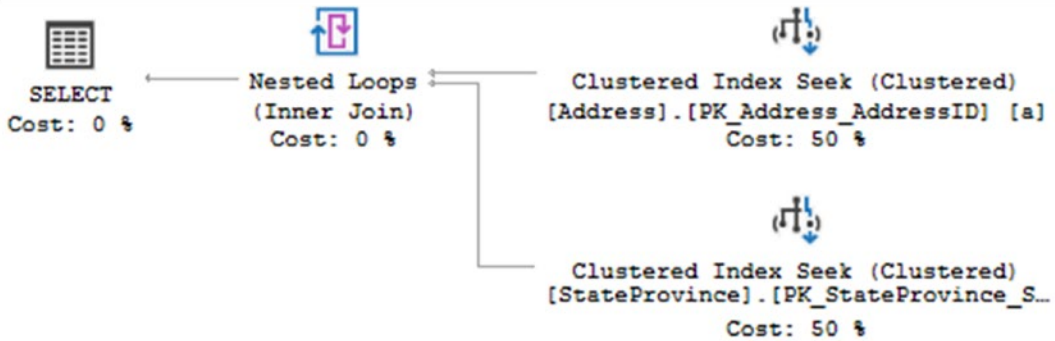 SELECT
Cost: 0 %
Nested Loops
(Inner Join)
Cost: 0 %
Clustered Index Seek (Clustered)
[Address].[PK_Address_AddressID] [a]
Cost: 50 %
Clustered Index Seek (Clustered)
[StateProvince].[PK_StateProvince_S…
Cost: 50 %